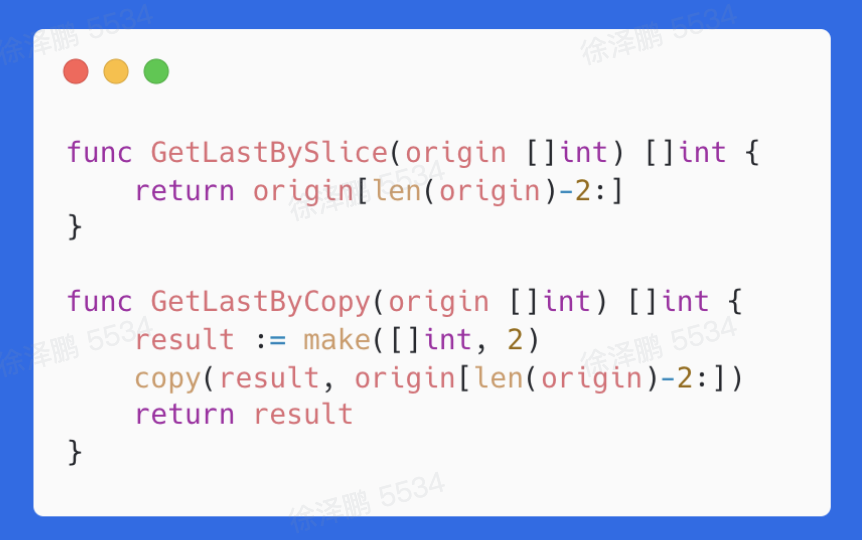 徐泽鹏 5534
徐泽鹏 5534
func GetLastBySlice(origin []int) []int {
    return origin[len(origin)-2:]
}
徐泽鹏 5534
func GetLastByCopy(origin []int) []int {
    result := make([]int, 2)
    copy(result, origin[len(origin)-2:])
    return result
}
徐泽鹏 5534
徐泽鹏 5534
徐泽鹏 5534